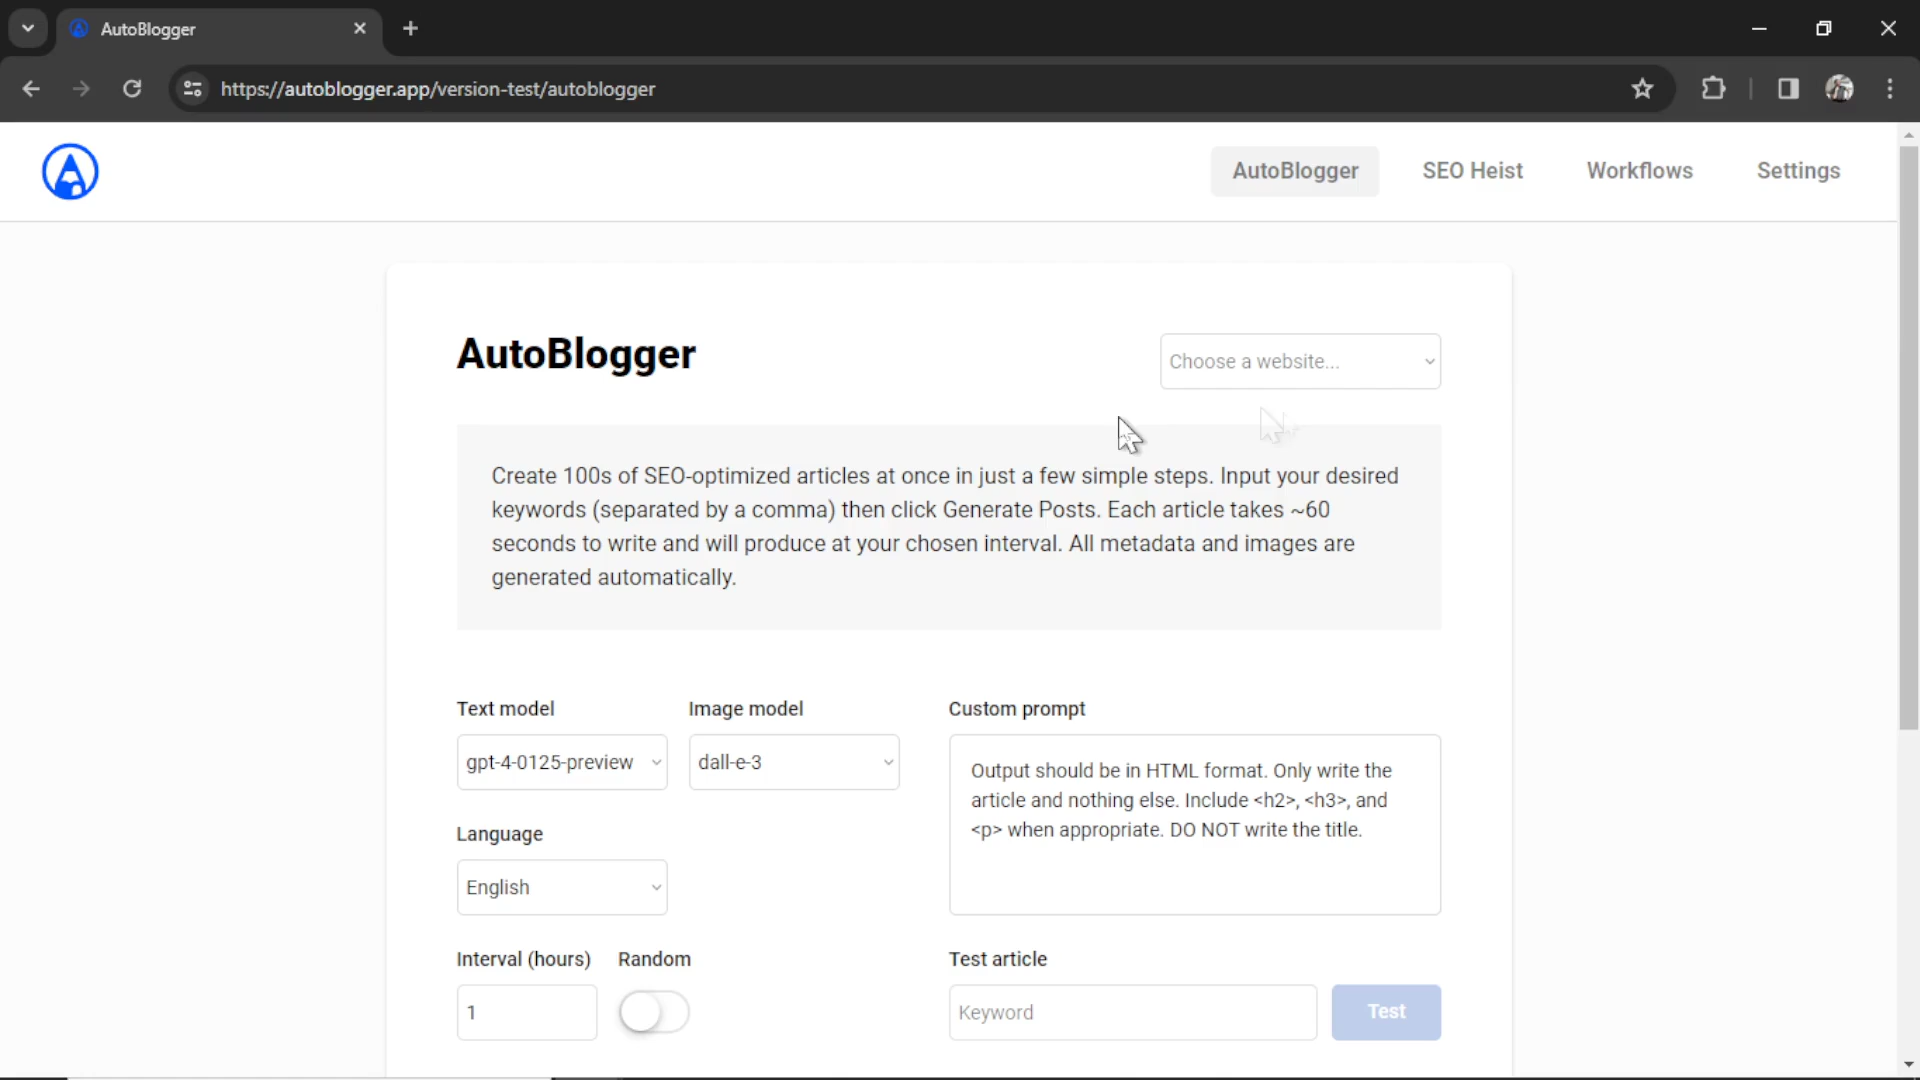 AutoBlogger
https://autoblogger.app/version-test/autoblogger
AutoBlogger
SEO Heist
Workflows
Settings
AutoBlogger
Choose a website...
Create 100s of SEO-optimized articles at once in just a few simple steps. Input your desired
keywords (separated by a comma) then click Generate Posts. Each article takes ~60
seconds to write and will produce at your chosen interval. All metadata and images are
generated automatically.
Text model
Image model
Custom prompt
gpt-4-0125-preview
dall-e-3
Output should be in HTML format. Only write the
article and nothing else. Include <h2>, <h3>, and
<p> when appropriate. DO NOT write the title.
Language
English
Interval (hours)
Random
Test article
1
Keyword
Test